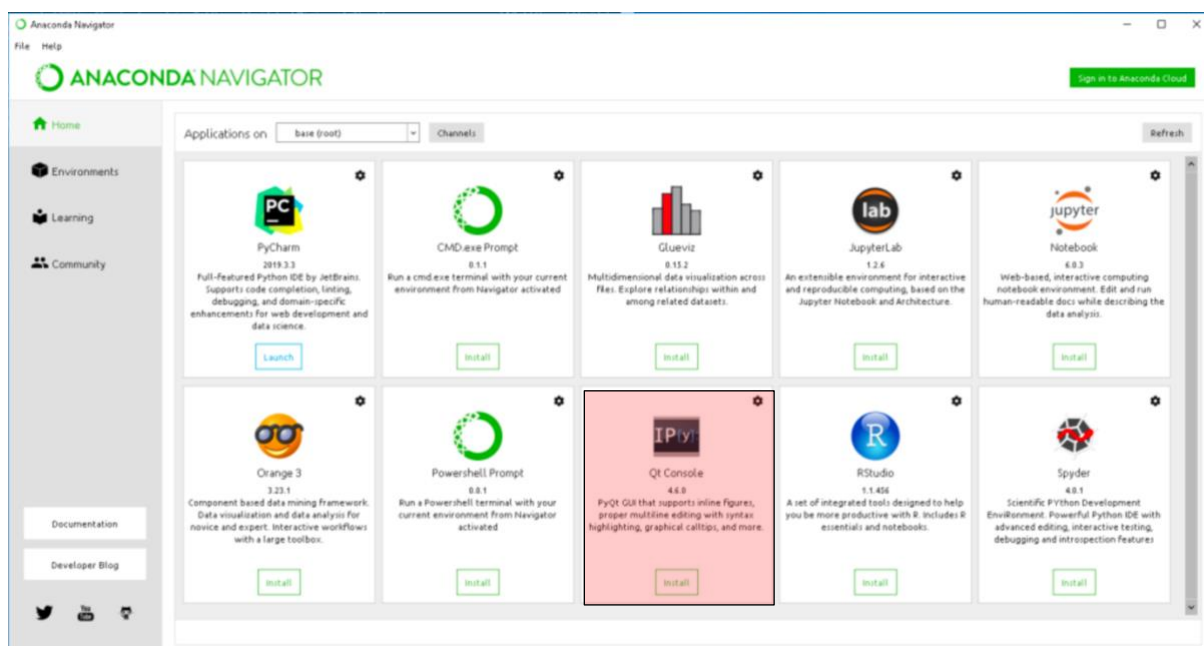 Anaconda Navigator
File Help
ANACONDA NAVIGATOR
Sign in to Anaconda Cloud
Home
Environments
Learning
Community
Documentation
Developer Blog
You
Tube
Applications on base (root) Channels Refresh
PC
PyCharm
2019.3.3
Full-featured Python IDE by JetBrains.
Supports code completion, linting,
debugging, and domain-specific
enhancements for web development and
data science.
Launch
CMD.exe Prompt
0.1.1
Run a cmd.exe terminal with your current
environment from Navigator activated
Install
Glueviz
0.15.2
Multidimensional data visualization across
files. Explore relationships within and
among related datasets.
Install
lab
JupyterLab
1.2.6
An extensible environment for interactive
and reproducible computing, based on the
Jupyter Notebook and Architecture.
Install
jupyter
Notebook
6.0.3
Web-based, interactive computing
notebook environment. Edit and run
human-readable docs while describing the
data analysis.
Install
Orange 3
3.23.1
Component based data mining framework.
Data visualization and data analysis for
novice and expert. Interactive workflows
with a large toolbox.
Install
Powershell Prompt
0.0.1
Run a Powershell terminal with your
current environment from Navigator
activated
Install
IP[y]:
Qt Console
4.6.0
PyQt GUI that supports inline figures,
proper multiline editing with syntax
highlighting, graphical calltips, and more.
Install
R
RStudio
1.1.456
A set of integrated tools designed to help
you be more productive with R. Includes R
essentials and notebooks.
Install
Spyder
4.0.1
Scientific PYthon Development
EnviRonment. Powerful Python IDE with
advanced editing, interactive testing,
debugging and introspection features
Install